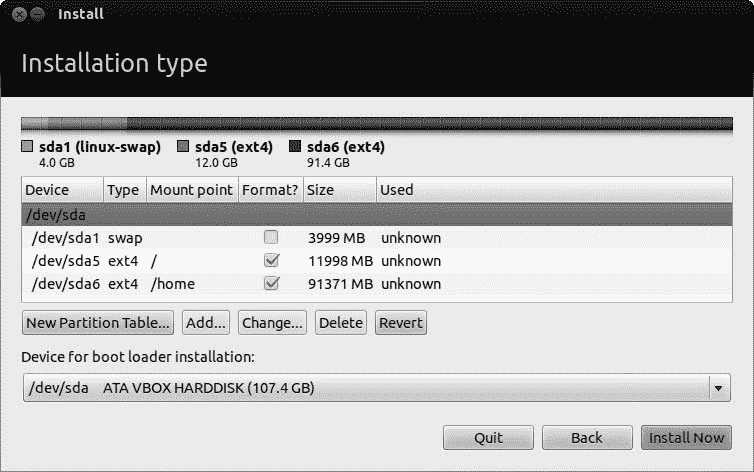 Install
Installation type
sda1 (linux-swap) sda5 (ext4) sda6 (ext4)
4.0 GB 12.0 GB 91.4 GB
Device Type Mount point Format? Size Used
/dev/sda
/dev/sda1 swap 3999 MB unknown
/dev/sda5 ext4 / 11998 MB unknown
/dev/sda6 ext4 /home 91371 MB unknown
New Partition Table... Add... Change... Delete Revert
Device for boot loader installation:
/dev/sda ATA VBOX HARDDISK (107.4 GB)
Quit Back Install Now